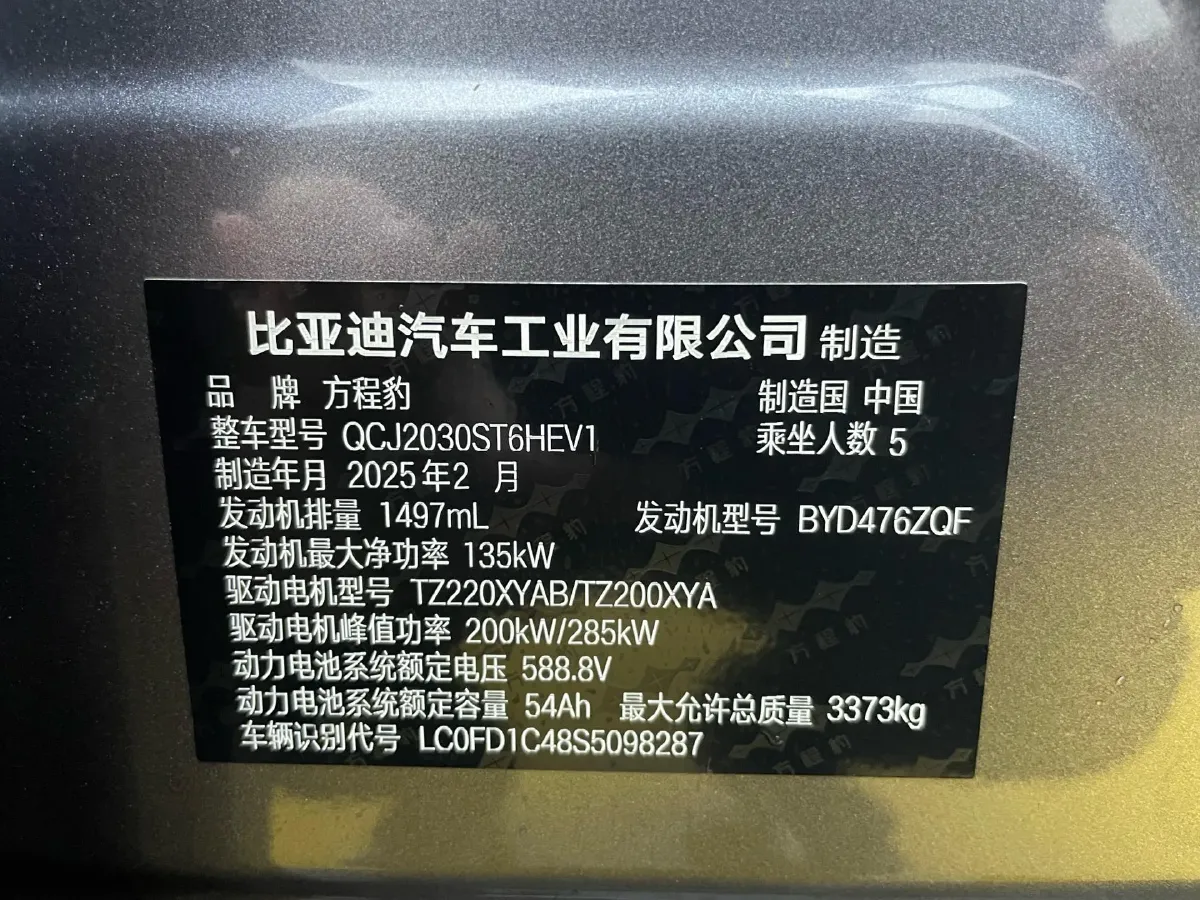 比亚迪汽车工业有限公司 制造
品 牌 方程豹 制造国 中国
整车型号 QCJ2030ST6HEV1 乘坐人数 5
制造年月 2025年2 月
发动机排量 1497mL 发动机型号 BYD476ZQF
发动机最大净功率 135kW
驱动电机型号 TZ220XYAB/TZ200XYA
驱动电机峰值功率 200kW/285kW
动力电池系统额定电压 588.8V
动力电池系统额定容量 54Ah 最大允许总质量 3373kg
车辆识别代号 LC0FD1C48S5098287